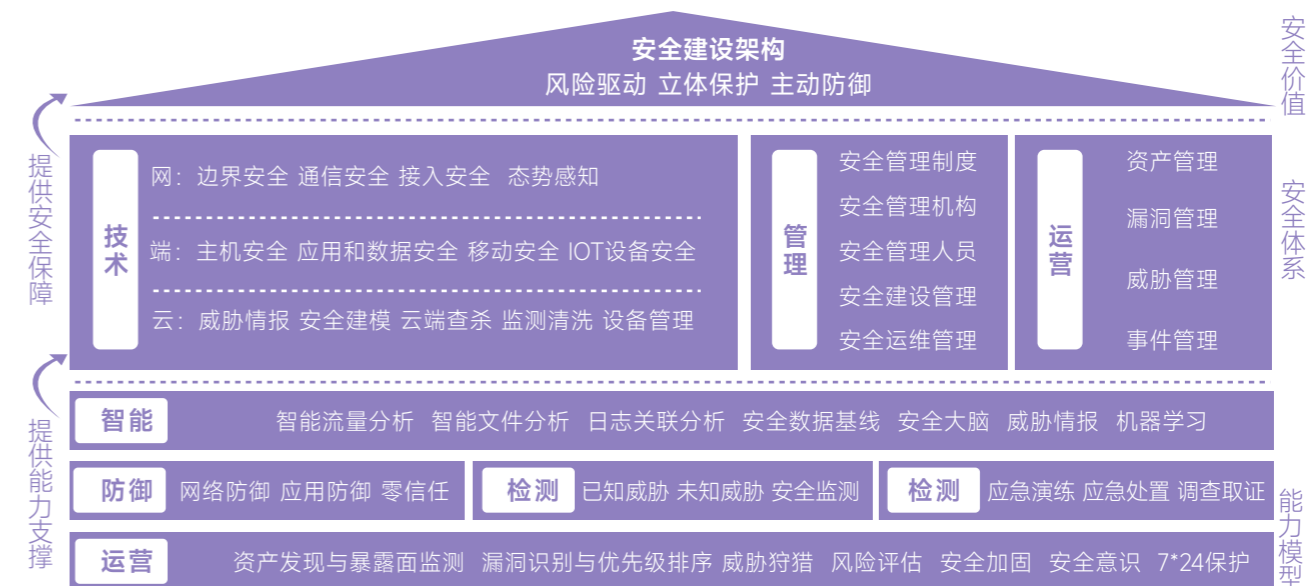 安全建设架构
风险驱动 立体保护 主动防御
安全价值
提供安全保障
技术
网：边界安全 通信安全 接入安全 态势感知
端：主机安全 应用和数据安全 移动安全 IOT设备安全
云：威胁情报 安全建模 云端查杀 监测清洗 设备管理
管理
安全管理制度
安全管理机构
安全管理人员
安全建设管理
安全运维管理
运营
资产管理
漏洞管理
威胁管理
事件管理
安全体系
提供能力支撑
智能
智能流量分析 智能文件分析 日志关联分析 安全数据基线 安全大脑 威胁情报 机器学习
防御
网络防御 应用防御 零信任
检测
已知威胁 未知威胁 安全监测
检测
应急演练 应急处置 调查取证
运营
资产发现与暴露面监测 漏洞识别与优先级排序 威胁狩猎 风险评估 安全加固 安全意识 7*24保护
能力模型